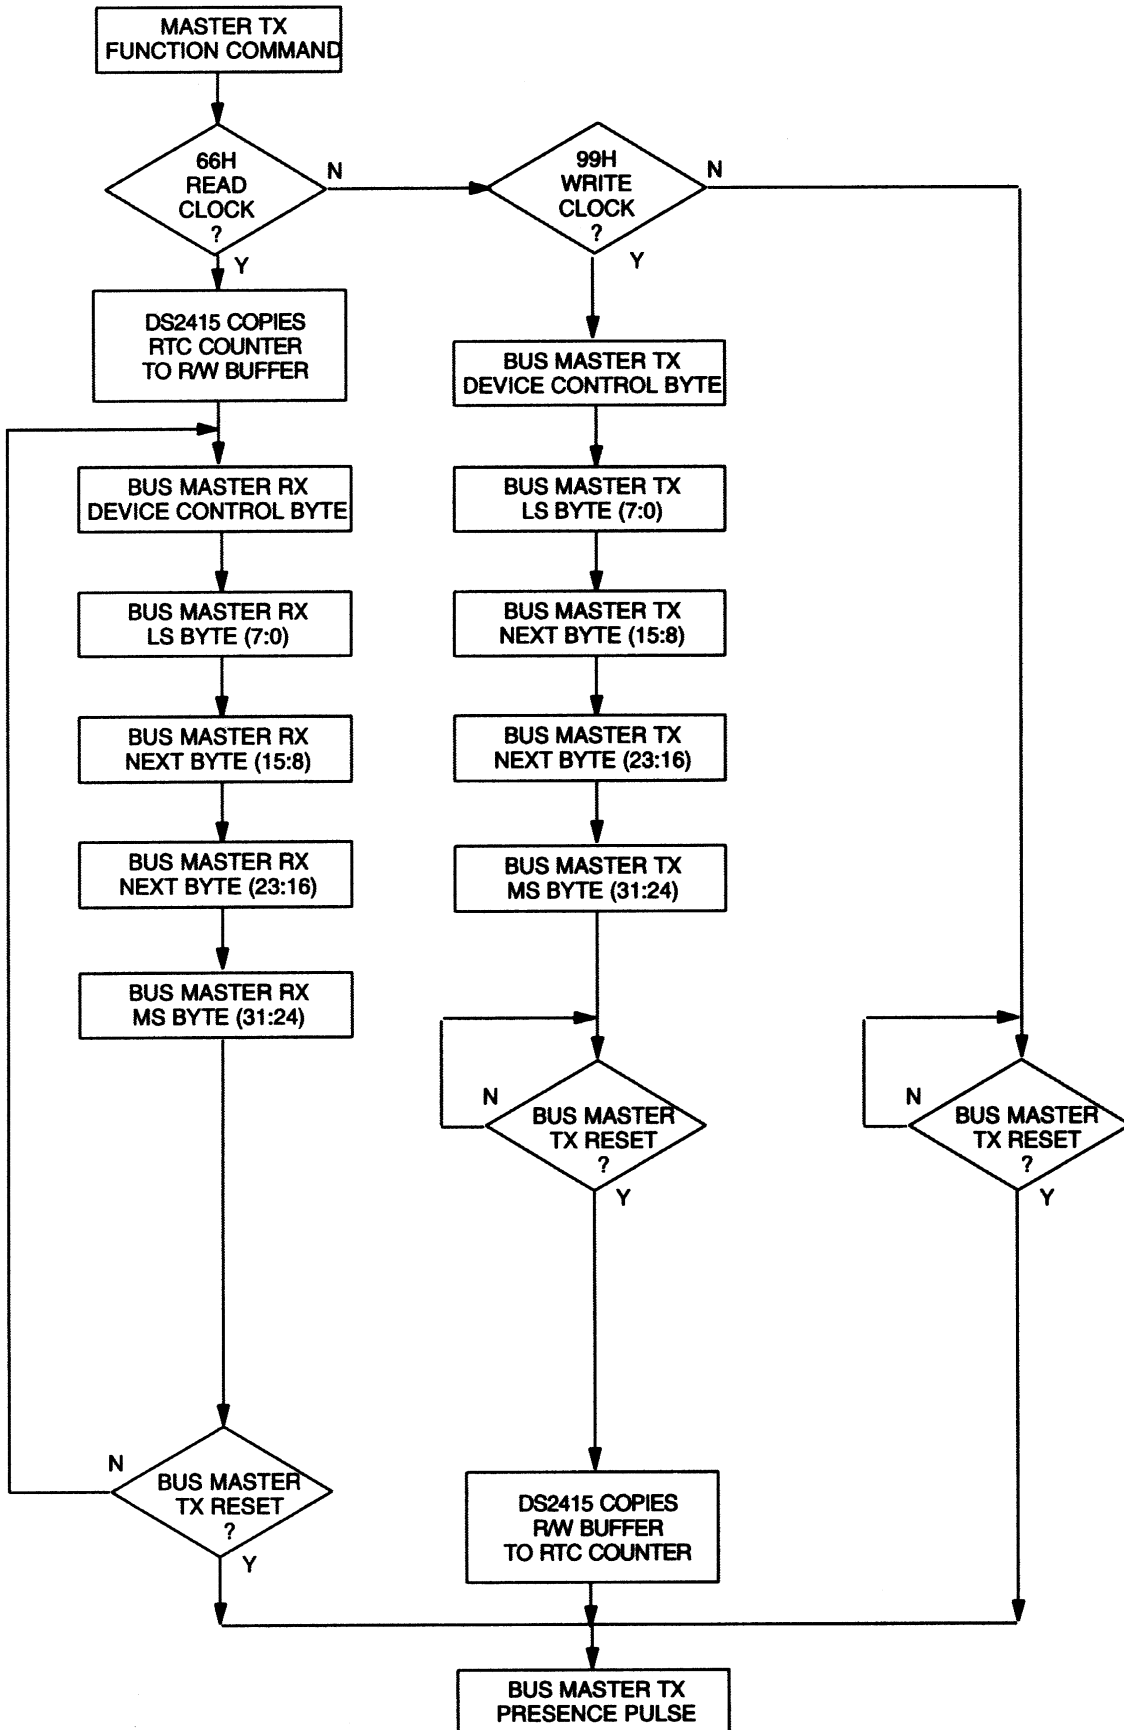 MASTER TX
FUNCTION COMMAND
66H
READ
CLOCK
?
N
Y
99H
WRITE
CLOCK
?
N
Y
DS2415 COPIES
RTC COUNTER
TO R/W BUFFER
BUS MASTER RX
DEVICE CONTROL BYTE
BUS MASTER RX
LS BYTE (7:0)
BUS MASTER RX
NEXT BYTE (15:8)
BUS MASTER RX
NEXT BYTE (23:16)
BUS MASTER RX
MS BYTE (31:24)
N
BUS MASTER
TX RESET
?
Y
BUS MASTER TX
DEVICE CONTROL BYTE
BUS MASTER TX
LS BYTE (7:0)
BUS MASTER TX
NEXT BYTE (15:8)
BUS MASTER TX
NEXT BYTE (23:16)
BUS MASTER TX
MS BYTE (31:24)
N
BUS MASTER
TX RESET
?
Y
DS2415 COPIES
R/W BUFFER
TO RTC COUNTER
N
BUS MASTER
TX RESET
?
Y
BUS MASTER TX
PRESENCE PULSE